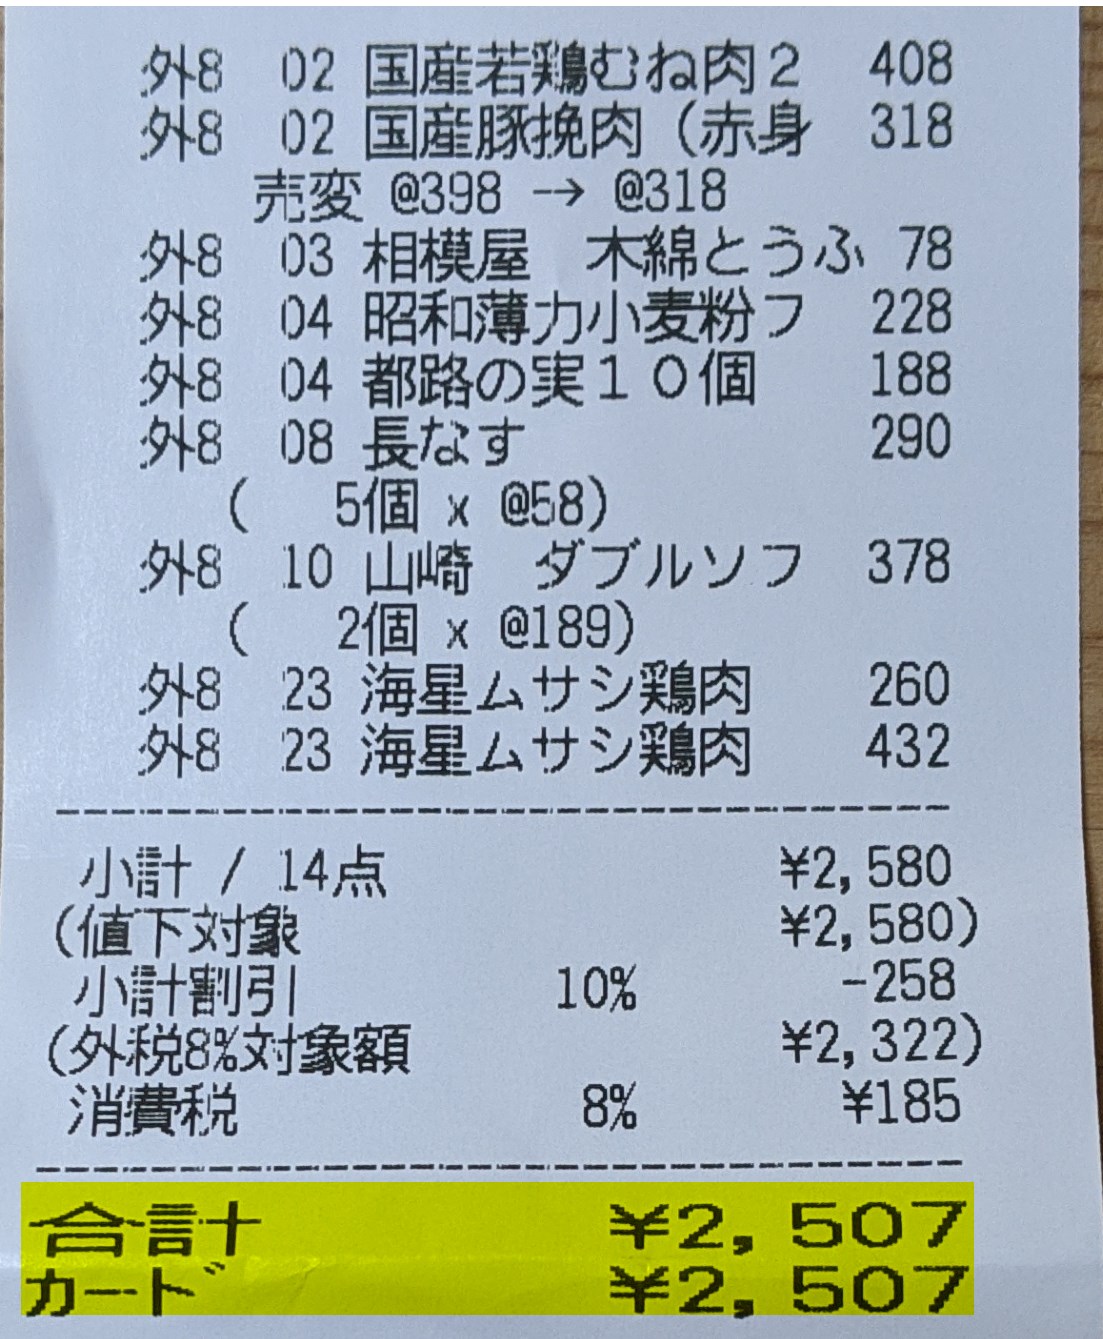 外8 02 国産若鶏むね肉2 408
外8 02 国産豚挽肉(赤身 318
売変 @398 → @318
外8 03 相模屋 木綿とうふ 78
外8 04 昭和薄力小麦粉フ 228
外8 04 都路の実10個 188
外8 08 長なす 290
( 5個 x @58)
外8 10 山崎 ダブルソフ 378
( 2個 x @189)
外8 23 海星ムサシ鶏肉 260
外8 23 海星ムサシ鶏肉 432
小計 / 14点 ¥2,580
(値下対象 ¥2,580)
小計割引 10% -258
(外税8%対象額 ¥2,322)
消費税 8% ¥185
合計 ¥2,507
カード ¥2,507